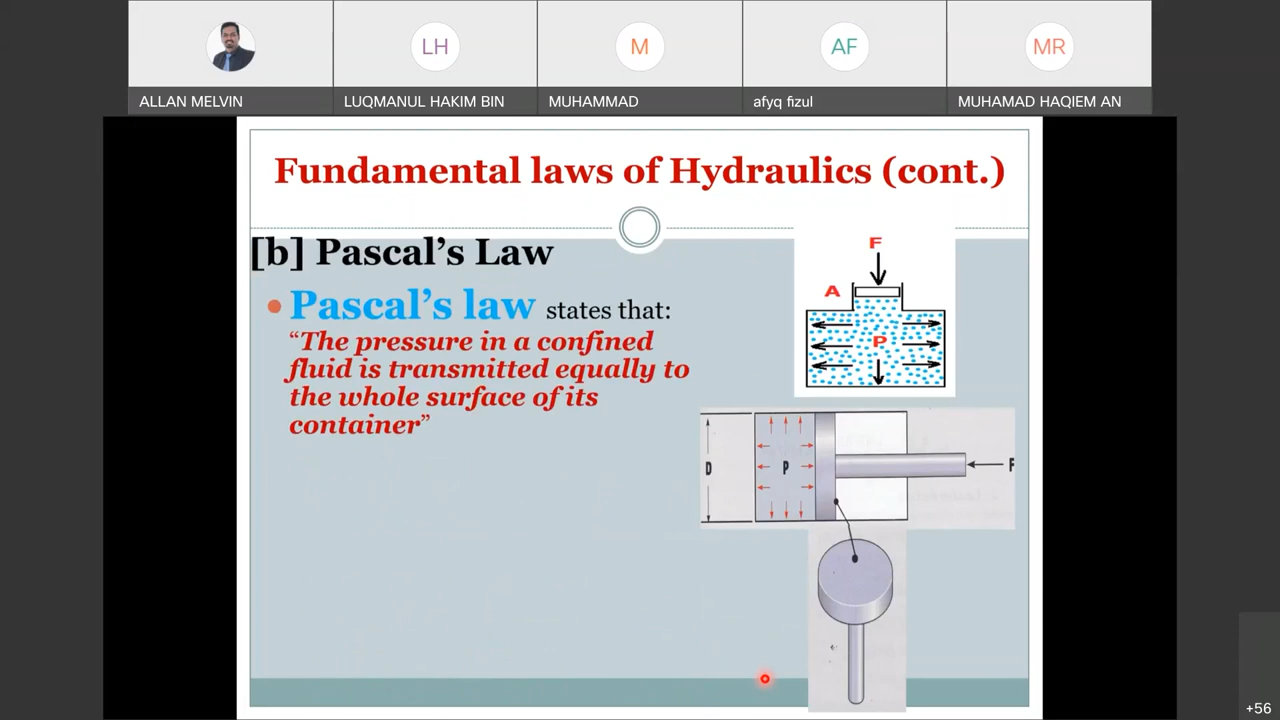 LH
M
AF
MR
ALLAN MELVIN
LUQMANUL HAKIM BIN
MUHAMMAD
afyq fizul
MUHAMAD HAQIEM AN
Fundamental laws of Hydraulics (cont.)
[b] Pascal’s Law
Pascal’s law states that:
“The pressure in a confined
fluid is transmitted equally to
the whole surface of its
container”
F
A
P
D
P
F
+56